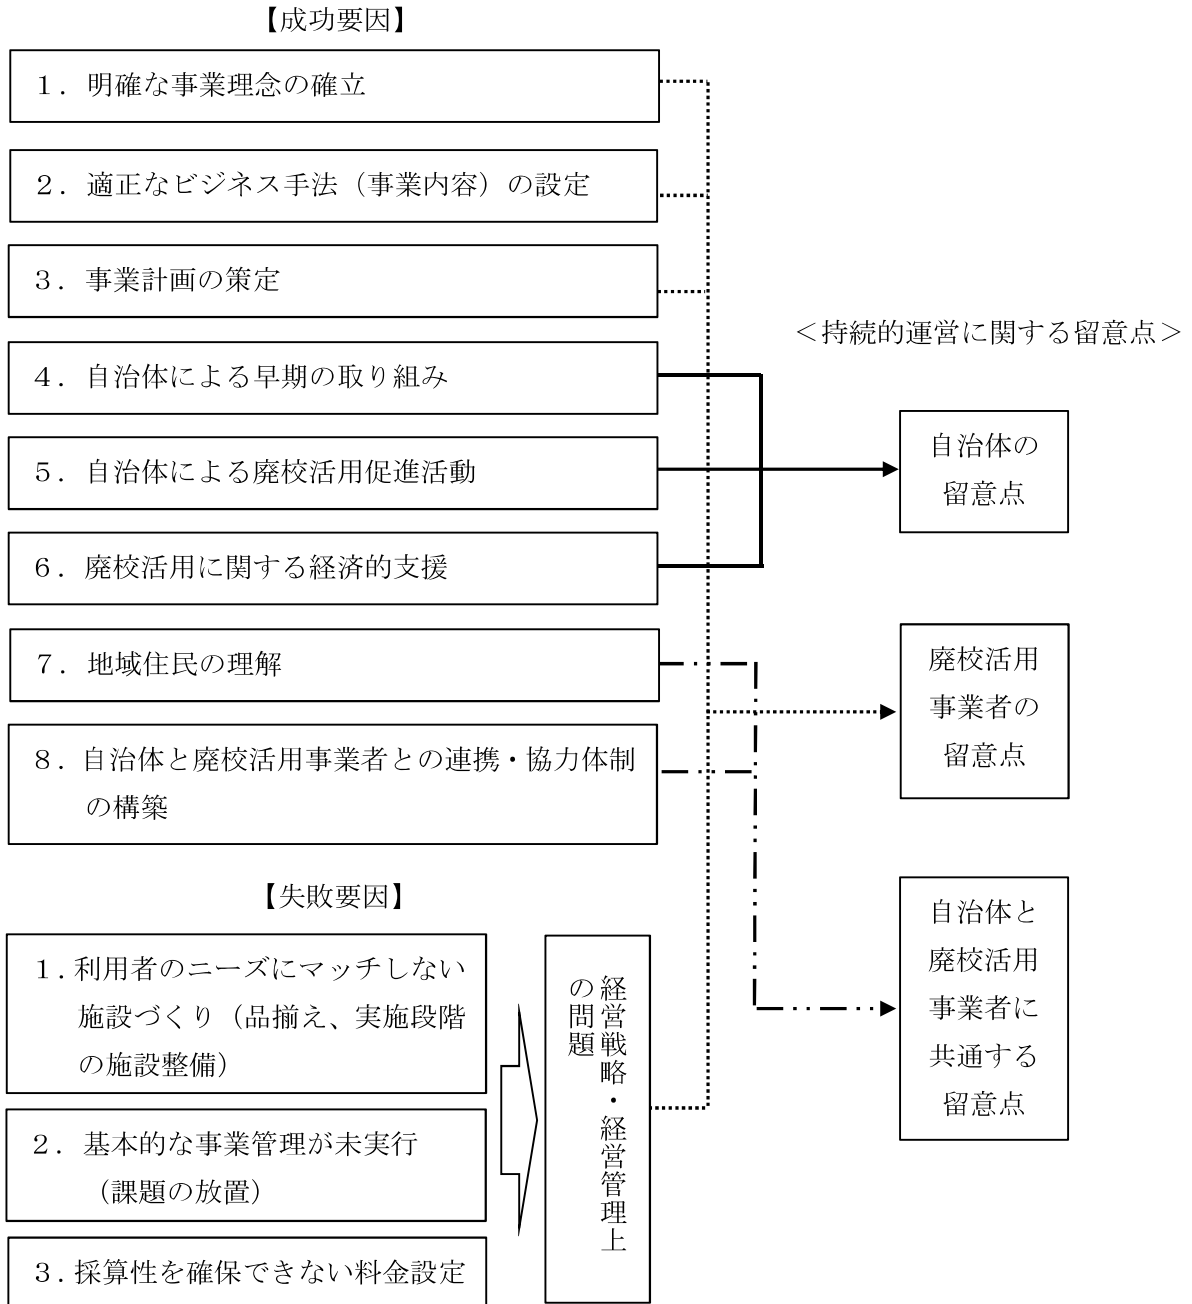 【成功要因】
１．明確な事業理念の確立
２．適正なビジネス手法（事業内容）の設定
３．事業計画の策定
４．自治体による早期の取り組み
５．自治体による廃校活用促進活動
６．廃校活用に関する経済的支援
７．地域住民の理解
８．自治体と廃校活用事業者との連携・協力体制
の構築
＜持続的運営に関する留意点＞
自治体の
留意点
廃校活用
事業者の
留意点
自治体と
廃校活用
事業者に
共通する
留意点
【失敗要因】
１．利用者のニーズにマッチしない
施設づくり（品揃え、実施段階
の施設整備）
２．基本的な事業管理が未実行
（課題の放置）
３．採算性を確保できない料金設定
経営戦略・経営管理上
の問題